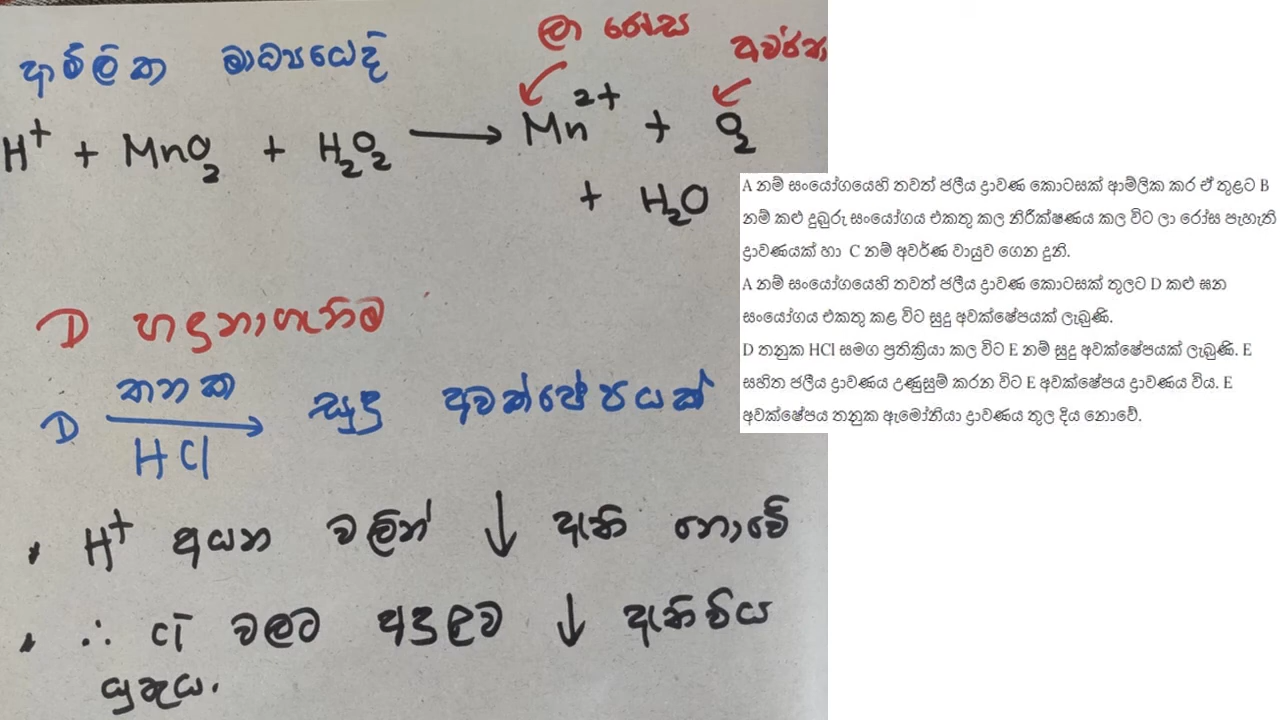 ආම්ලික මාධ්‍යයේදි
ලා රෝස
අවර්ණ
H⁺ + MnO₂ + H₂O₂ ⟶ Mn²⁺ + O₂
+ H₂O
A නම් සංයෝගයෙහි තවත් ජලීය ද්‍රාවණ කොටසක් ආම්ලික කර ඒ තුළට B
නම් කළු දුබුරු සංයෝගය එකතු කල නිරීක්ෂණය කල විට ලා රෝස පැහැති
ද්‍රාවණයක් හා C නම් අවර්ණ වායුව ගෙන දුනි.
A නම් සංයෝගයෙහි තවත් ජලීය ද්‍රාවණ කොටසක් තුලට D කළු ඝන
සංයෝගය එකතු කළ විට සුදු අවක්ෂේපයක් ලැබුණි.
D තනුක HCl සමග ප්‍රතික්‍රියා කල විට E නම් සුදු අවක්ෂේපයක් ලැබුණි. E
සහිත ජලීය ද්‍රාවණය උණුසුම් කරන විට E අවක්ෂේපය ද්‍රාවණය විය. E
අවක්ෂේපය තනුක ඇමෝනියා ද්‍රාවණය තුල දිය නොවේ.
D හඳුනාගැනීම
තනුක
D ⟶ සුදු අවක්ෂේපයක්
HCl
• H⁺ අයන වලින් ↓ ඇති නොවේ
• ∴ Cl⁻ වලට අදුලව ↓ ඇතිවිය
යුතුය.